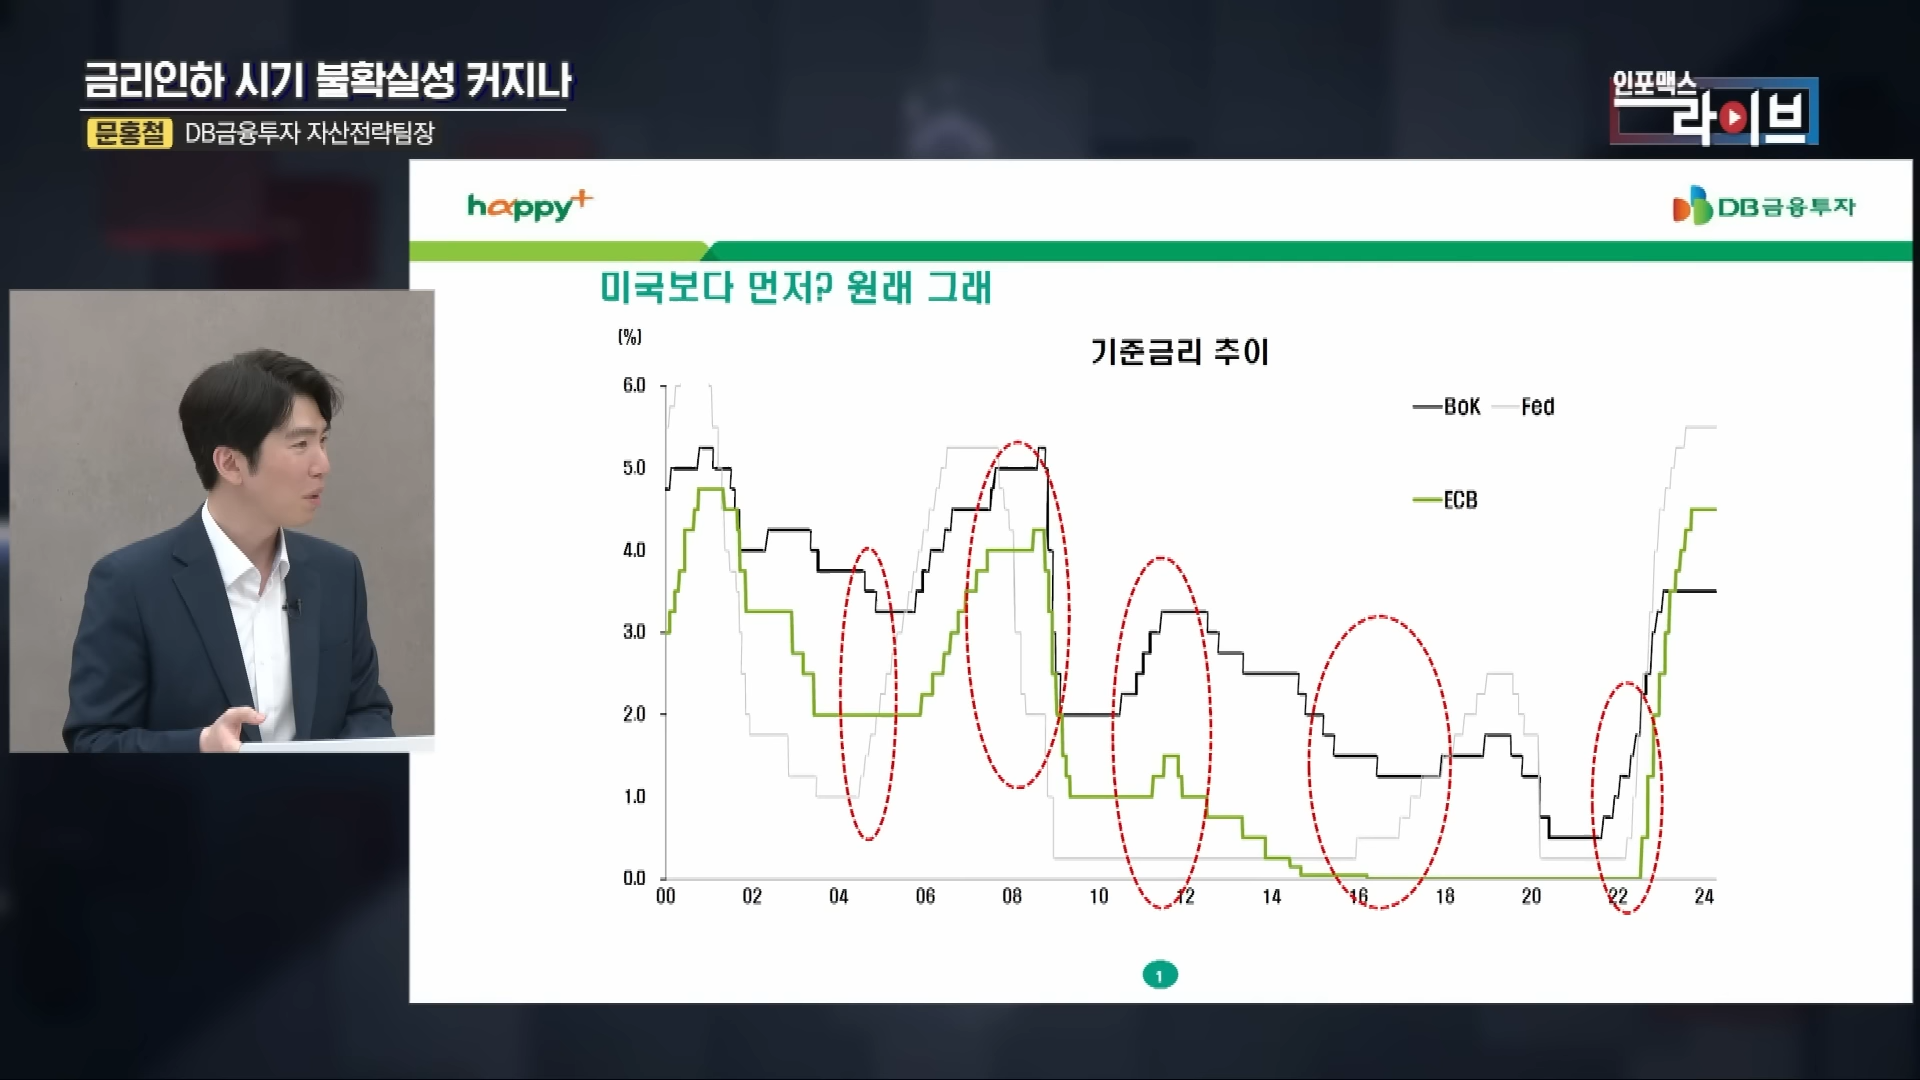 금리인하 시기 불확실성 커지나
문홍철 DB금융투자 자산전략팀장
인포맥스
라이브
happy+
DB금융투자
미국보다 먼저? 원래 그래
(%)
기준금리 추이
BoK Fed
ECB
6.0
5.0
4.0
3.0
2.0
1.0
0.0
00 02 04 06 08 10 12 14 16 18 20 22 24
1